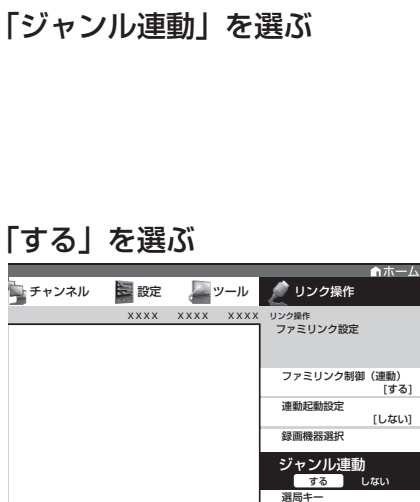 「ジャンル連動」を選ぶ
「する」を選ぶ
ホーム
チャンネル 設定 ツール リンク操作
XXXX XXXX XXXX リンク操作
ファミリンク設定
ファミリンク制御（連動）
［する］
連動起動設定
［しない］
録画機器選択
ジャンル連動
する しない
選局キー